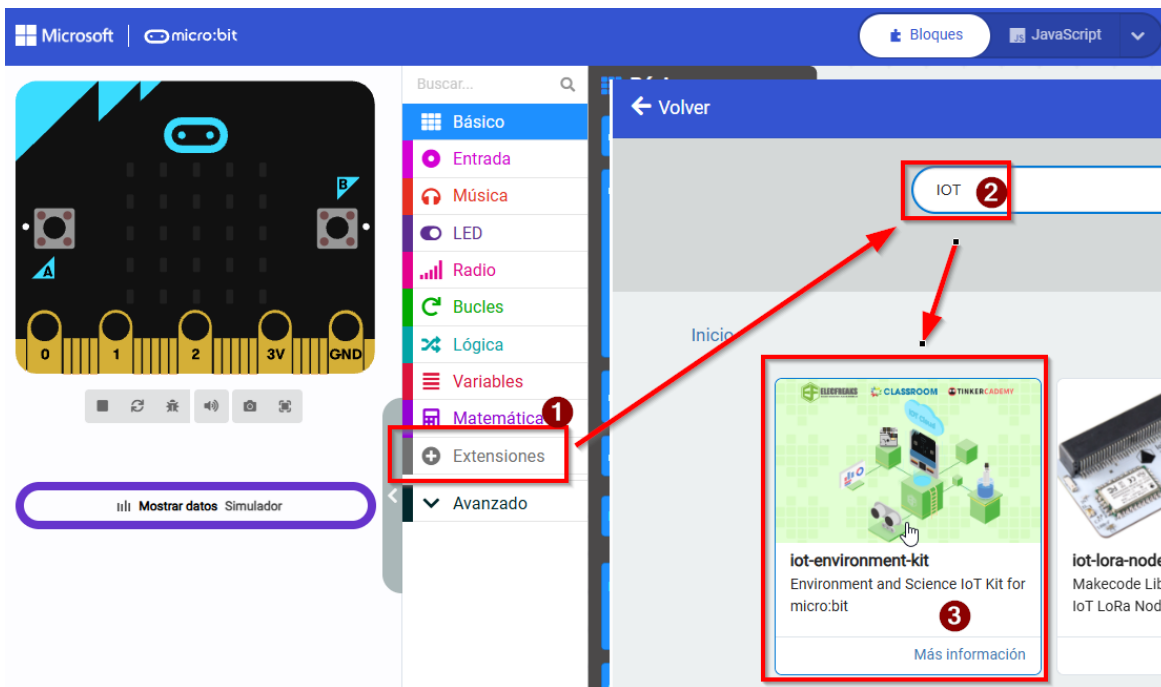 Microsoft
micro:bit
Bloques
JavaScript
Buscar...
Básico
Entrada
Música
LED
Radio
Bucles
Lógica
Variables
Matemática
1
Extensiones
Avanzado
A
B
0
1
2
3V
GND
Mostrar datos Simulador
Volver
IOT
2
Inicio
ELECFREAKS
CLASSROOM
TINKERCADEMY
IOT Cloud
iot-environment-kit
Environment and Science IoT Kit for
micro:bit
3
Más información
iot-lora-node
Makecode Lib
IoT LoRa Nod